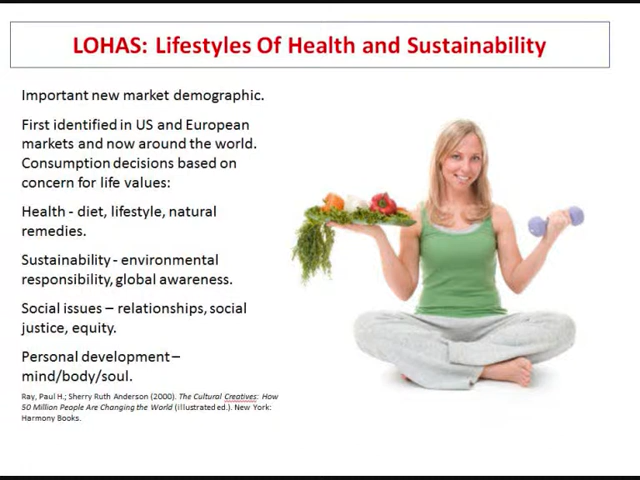 LOHAS: Lifestyles Of Health and Sustainability
Important new market demographic.
First identified in US and European
markets and now around the world.
Consumption decisions based on
concern for life values:
Health - diet, lifestyle, natural
remedies.
Sustainability - environmental
responsibility, global awareness.
Social issues – relationships, social
justice, equity.
Personal development –
mind/body/soul.
Ray, Paul H.; Sherry Ruth Anderson (2000). The Cultural Creatives: How
50 Million People Are Changing the World (illustrated ed.). New York:
Harmony Books.